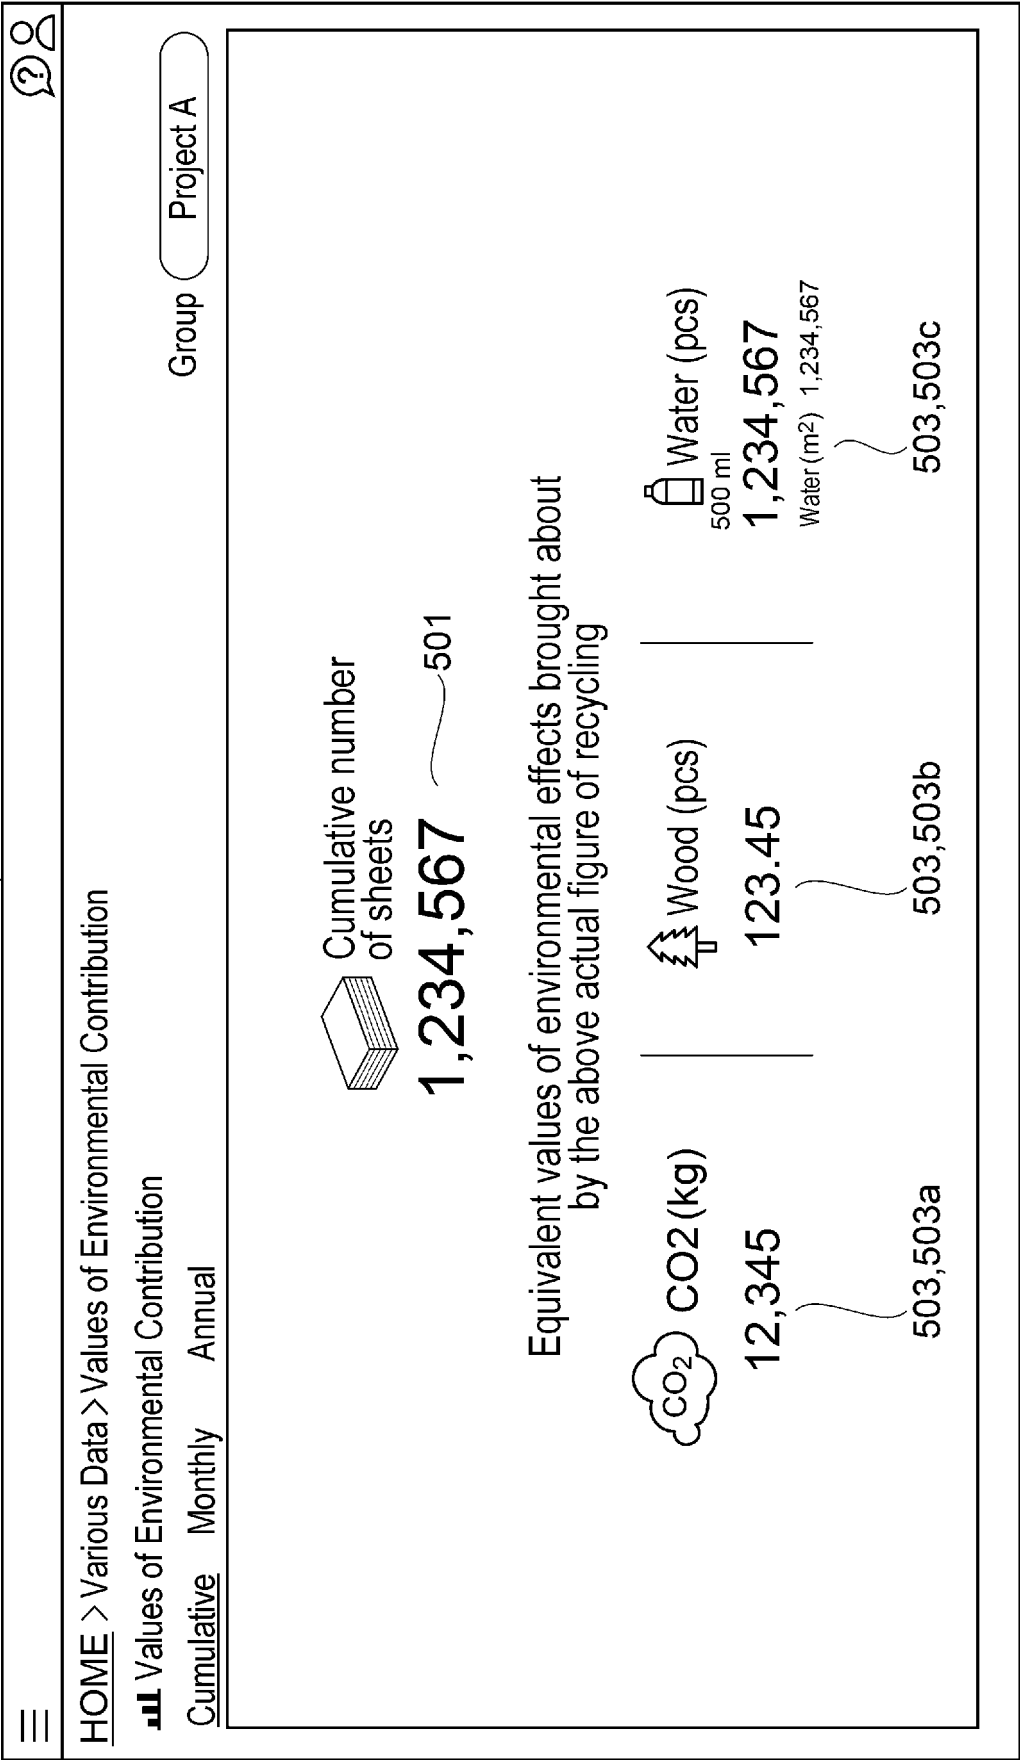 HOME > Various Data > Values of Environmental Contribution
Values of Environmental Contribution
Cumulative Monthly Annual
Group Project A
Cumulative number
of sheets
1,234,567
501
Equivalent values of environmental effects brought about
by the above actual figure of recycling
CO2
CO2 (kg)
12,345
503,503a
Wood (pcs)
123.45
503,503b
Water (pcs)
500 ml
1,234,567
Water (m2) 1,234,567
503,503c